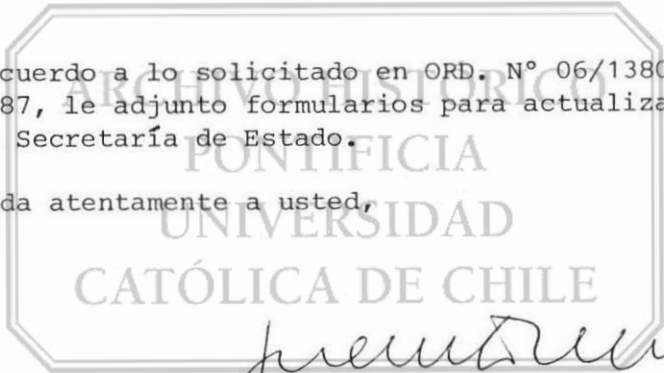 cuerdo a lo solicitado en ORD. N° 06/1380
87, le adjunto formularios para actualiza
Secretaría de Estado.
da atentamente a usted,
ARCHIVO HISTÓRICO
PONTIFICIA
UNIVERSIDAD
CATÓLICA DE CHILE